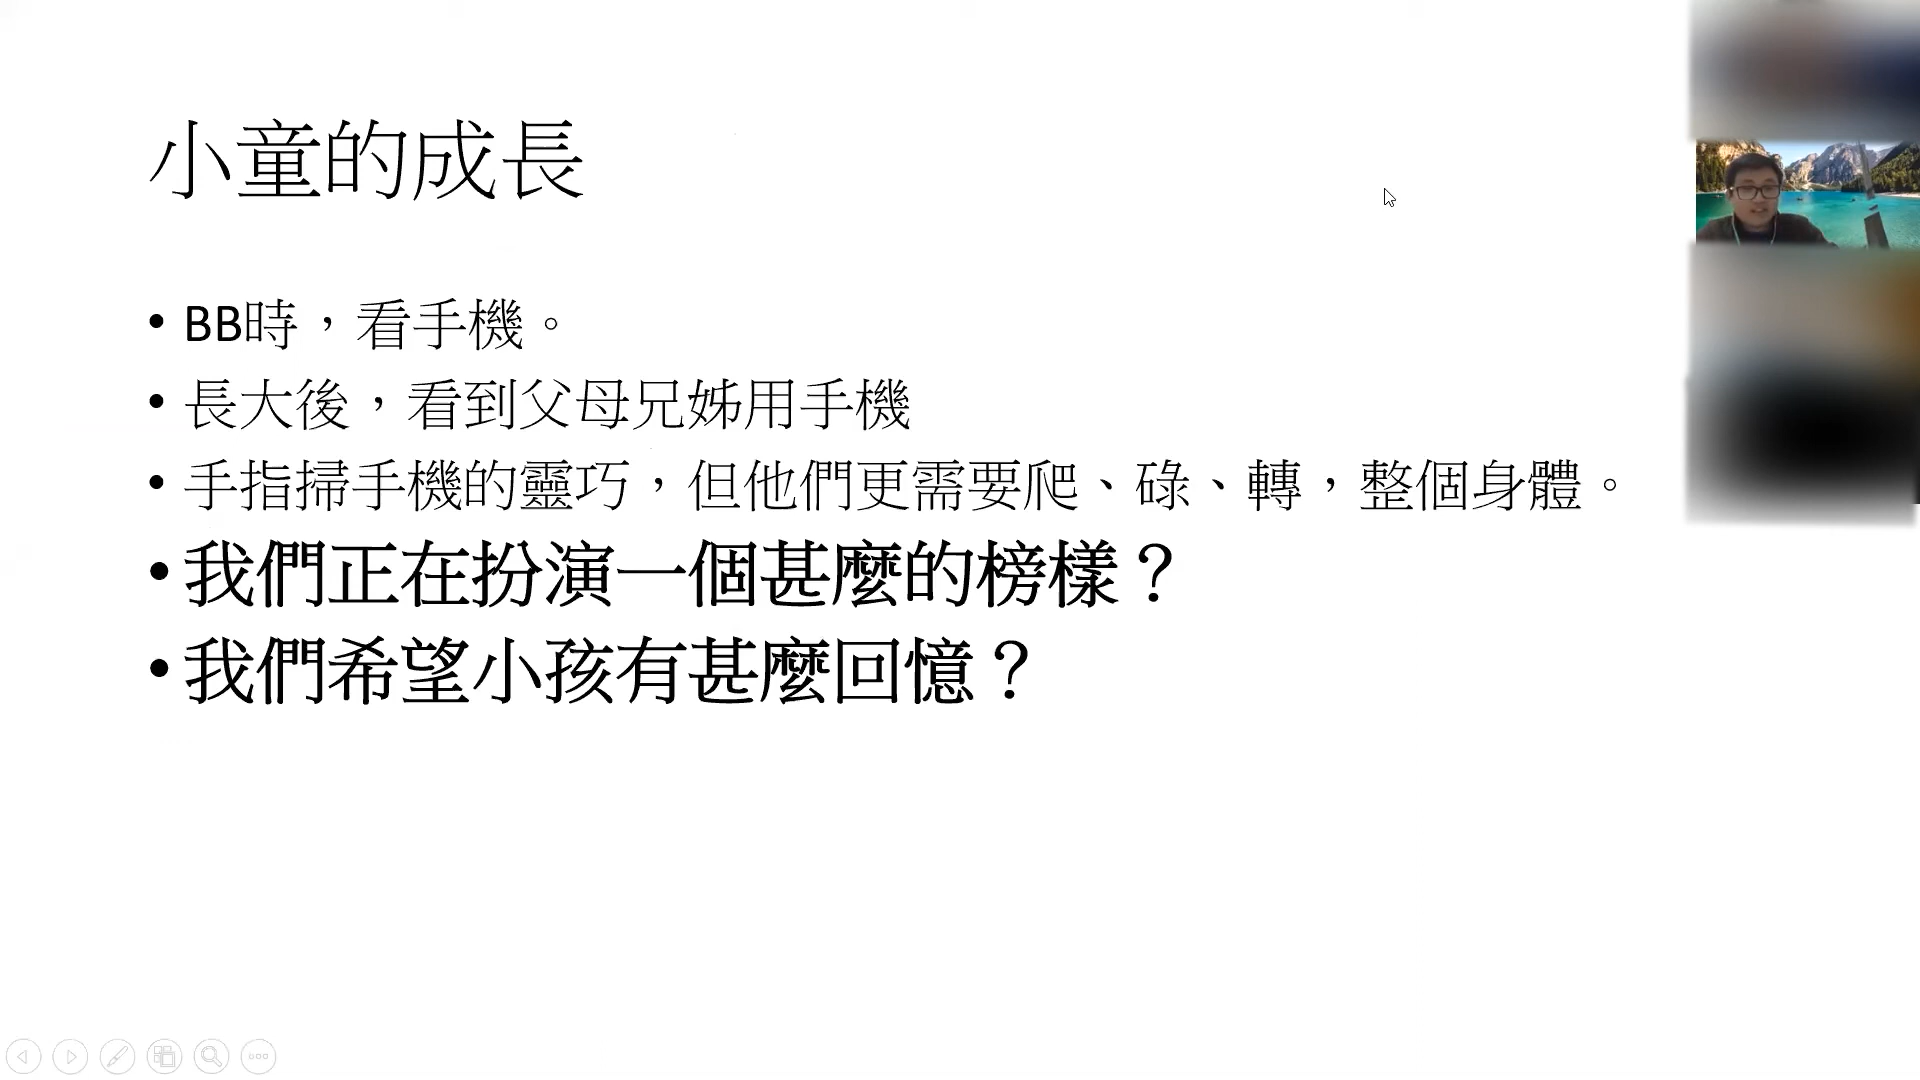 小童的成長
• BB時，看手機。
• 長大後，看到父母兄姊用手機
• 手指掃手機的靈巧，但他們更需要爬、碌、轉，整個身體。
• 我們正在扮演一個甚麼的榜樣？
• 我們希望小孩有甚麼回憶？